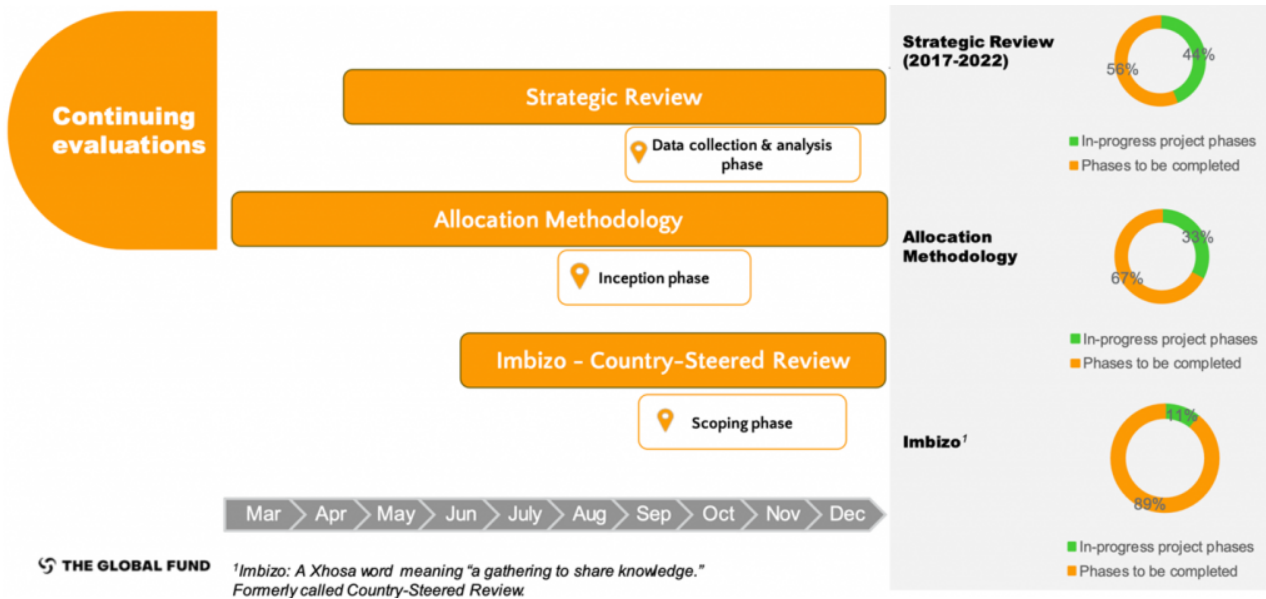 Continuing
evaluations
Strategic Review
Data collection & analysis
phase
Allocation Methodology
Inception phase
Imbizo - Country-Steered Review
Scoping phase
Mar Apr May Jun July Aug Sep Oct Nov Dec
THE GLOBAL FUND
¹Imbizo: A Xhosa word meaning “a gathering to share knowledge.”
Formerly called Country-Steered Review.
Strategic Review
(2017-2022)
44%
56%
In-progress project phases
Phases to be completed
Allocation
Methodology
33%
67%
In-progress project phases
Phases to be completed
Imbizo¹
11%
89%
In-progress project phases
Phases to be completed